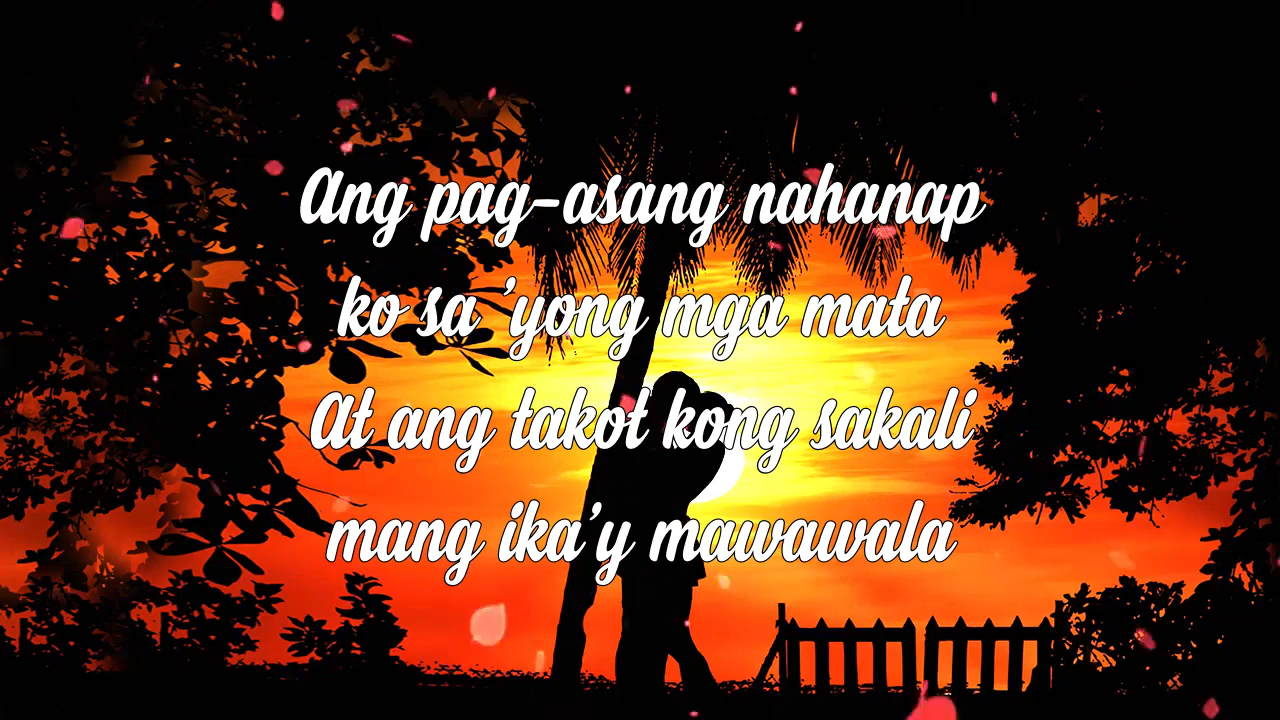 Ang pag-asang nahanap
ko sa 'yong mga mata
At ang takot kong sakali
mang ika'y mawawala